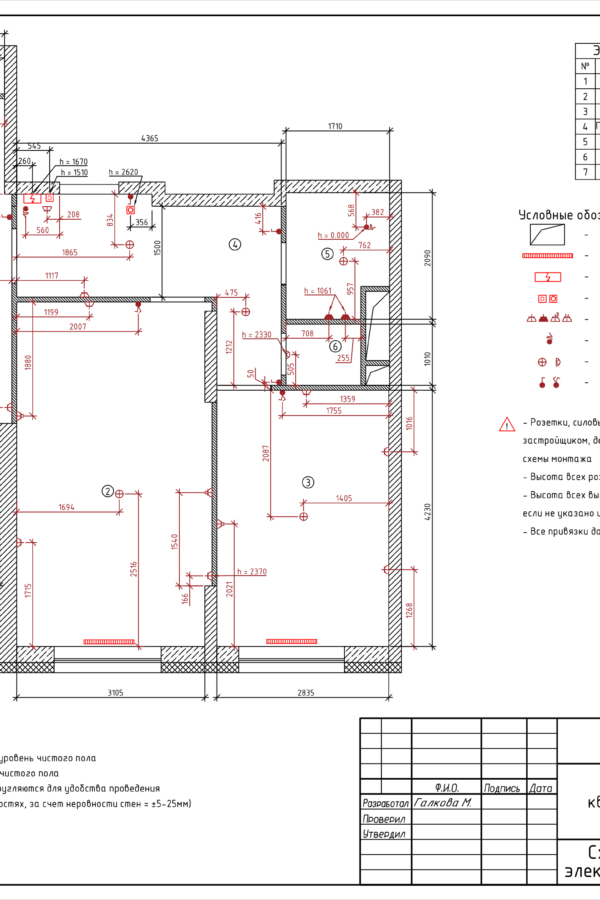 Э
№
1
2
3
4 П
5
6
7
1710
4365
545
260
h = 1670
h = 1510
h = 2620
208
560
834
356
1865
1500
416
568
382
h = 0.000
762
957
2090
4
5
1117
1199
2007
475
h = 1061
h = 2330
708
6
255
1010
1880
1212
50
505
1359
1755
1016
2087
3
2
1694
1405
4230
1540
h = 2370
166
1715
2516
2021
1268
3105
2835
Условные обоз
-
-
-
-
-
-
-
-
- Розетки, силовы
застройщиком, де
схемы монтажа
- Высота всех роз
- Высота всех вы
если не указано и
- Все привязки да
уровень чистого пола
чистого пола
угляются для удобства проведения
остях, за счет неровности стен = ±5-25мм)
Ф.И.О. Подпись Дата
Разработал Галкова М.
Проверил
Утвердил
кв
Сх
элек